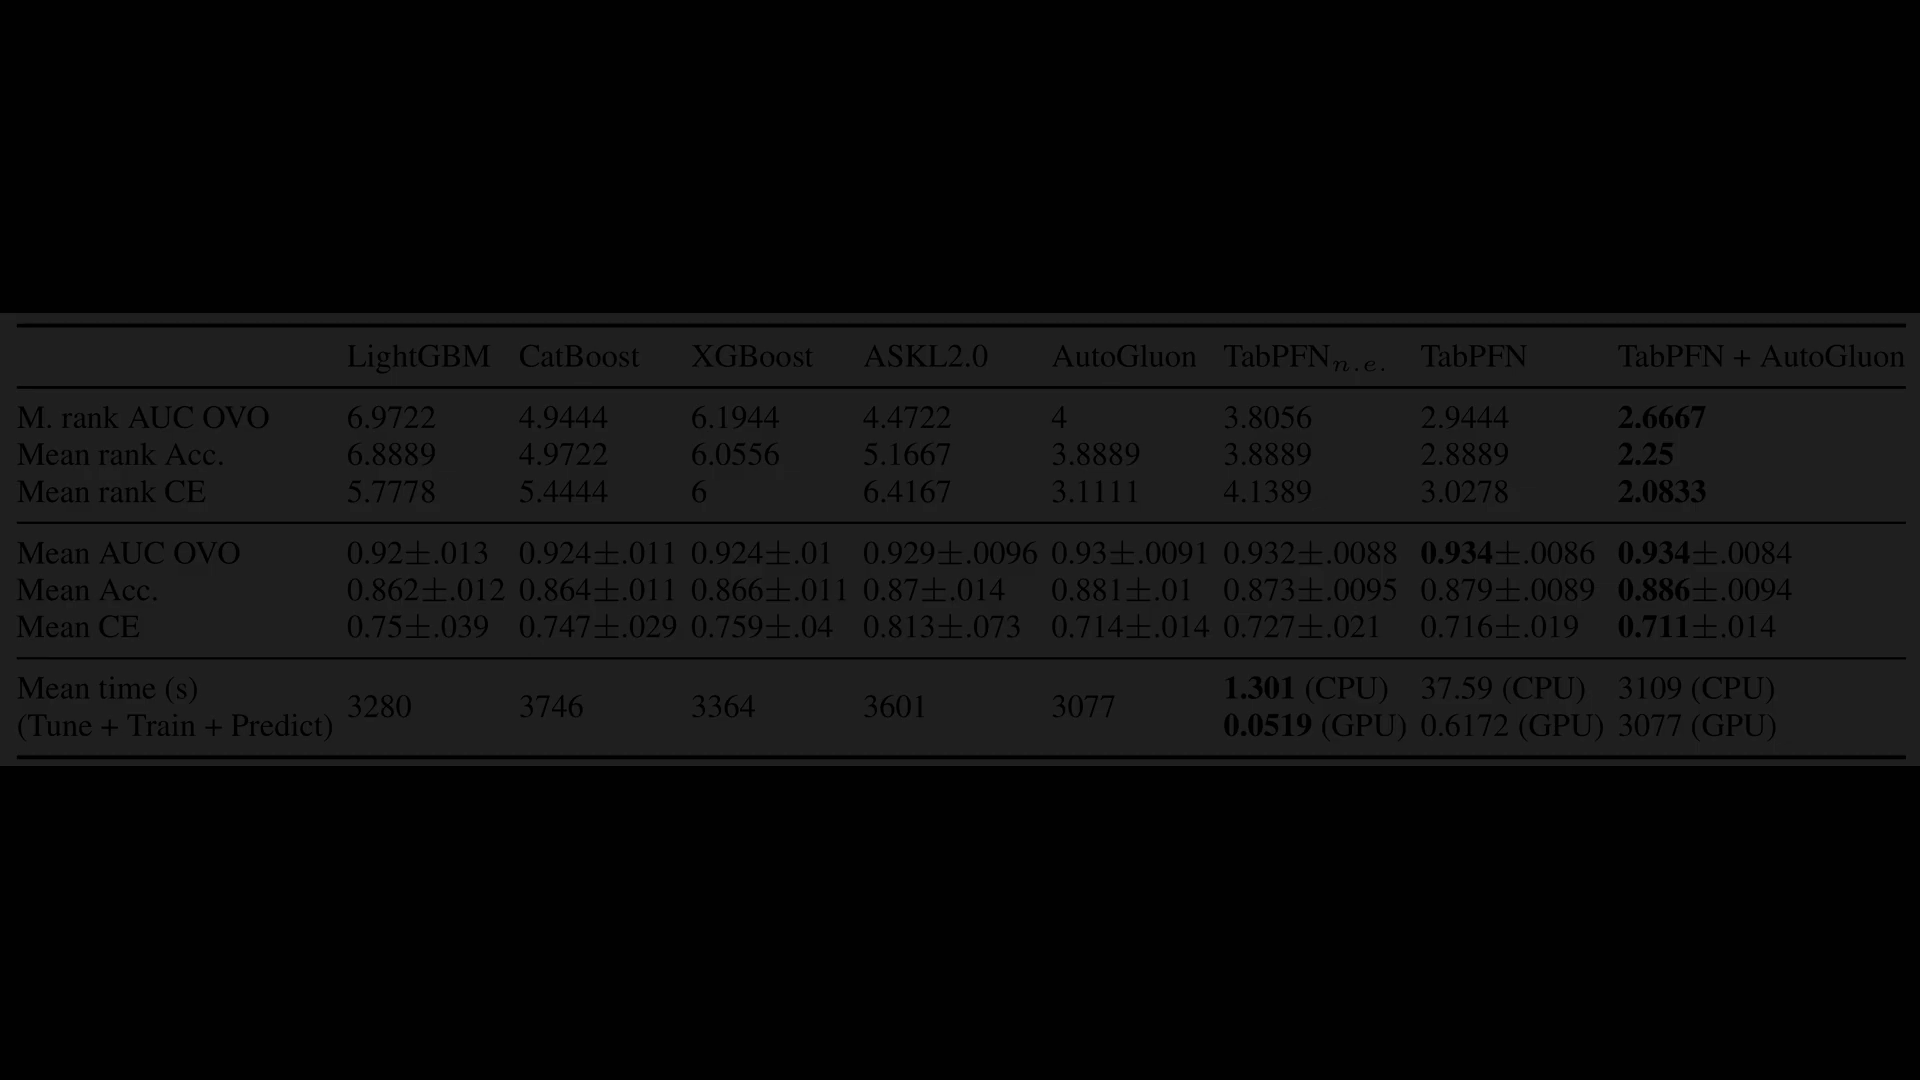 LightGBM CatBoost XGBoost ASKL2.0 AutoGluon TabPFNn.e. TabPFN TabPFN + AutoGluon
M. rank AUC OVO 6.9722 4.9444 6.1944 4.4722 4 3.8056 2.9444 2.6667
Mean rank Acc. 6.8889 4.9722 6.0556 5.1667 3.8889 3.8889 2.8889 2.25
Mean rank CE 5.7778 5.4444 6 6.4167 3.1111 4.1389 3.0278 2.0833
Mean AUC OVO 0.92±.013 0.924±.011 0.924±.01 0.929±.0096 0.93±.0091 0.932±.0088 0.934±.0086 0.934±.0084
Mean Acc. 0.862±.012 0.864±.011 0.866±.011 0.87±.014 0.881±.01 0.873±.0095 0.879±.0089 0.886±.0094
Mean CE 0.75±.039 0.747±.029 0.759±.04 0.813±.073 0.714±.014 0.727±.021 0.716±.019 0.711±.014
Mean time (s) 1.301 (CPU) 37.59 (CPU) 3109 (CPU)
3280 3746 3364 3601 3077
(Tune + Train + Predict) 0.0519 (GPU) 0.6172 (GPU) 3077 (GPU)